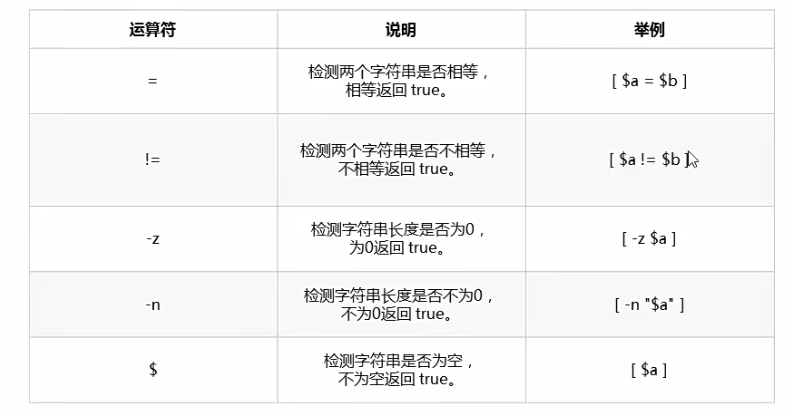 运算符 说明 举例
= 检测两个字符串是否相等， [ $a = $b ]
相等返回 true。
!= 检测两个字符串是否不相等， [ $a != $b ]
不相等返回 true。
-z 检测字符串长度是否为0， [ -z $a ]
为0返回 true。
-n 检测字符串长度是否不为0， [ -n "$a" ]
不为0返回 true。
$ 检测字符串是否为空， [ $a ]
不为空返回 true。